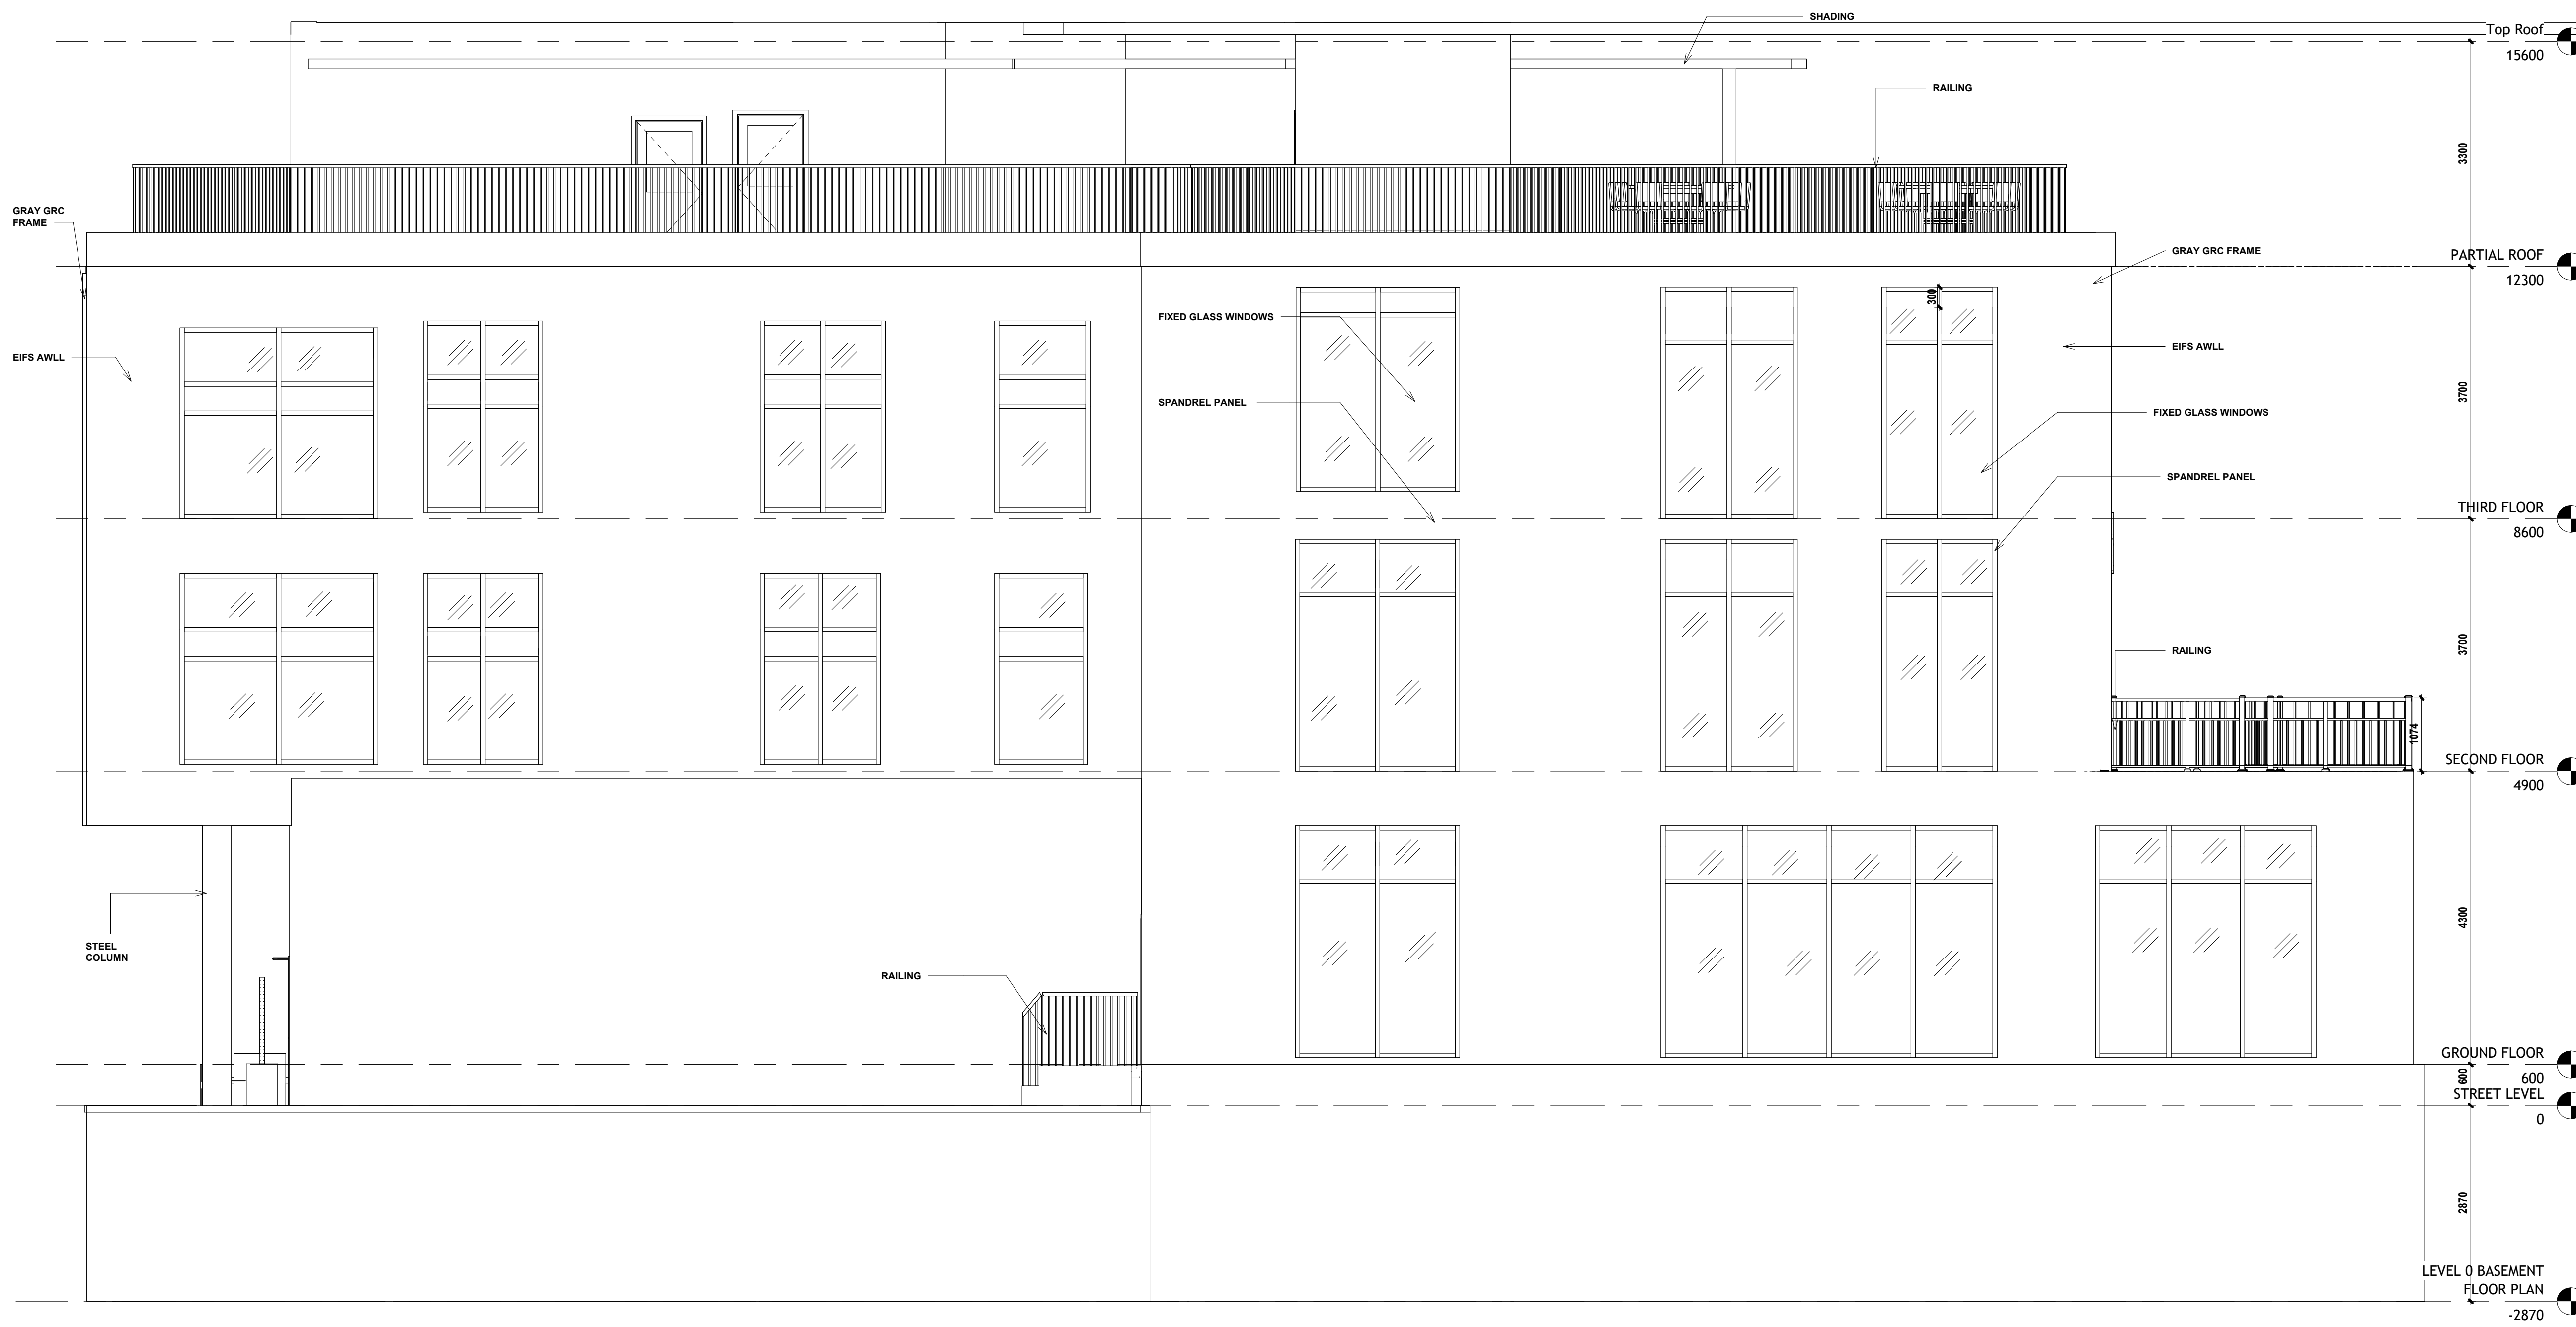 SHADING
Top Roof
15600
RAILING
3300
GRAY GRC
FRAME
GRAY GRC FRAME
PARTIAL ROOF
12300
300
FIXED GLASS WINDOWS
EIFS AWLL
EIFS AWLL
3700
SPANDREL PANEL
FIXED GLASS WINDOWS
SPANDREL PANEL
THIRD FLOOR
8600
3700
RAILING
1074
SECOND FLOOR
4900
4300
STEEL
COLUMN
RAILING
GROUND FLOOR
600
600
STREET LEVEL
0
2870
LEVEL 0 BASEMENT
FLOOR PLAN
-2870